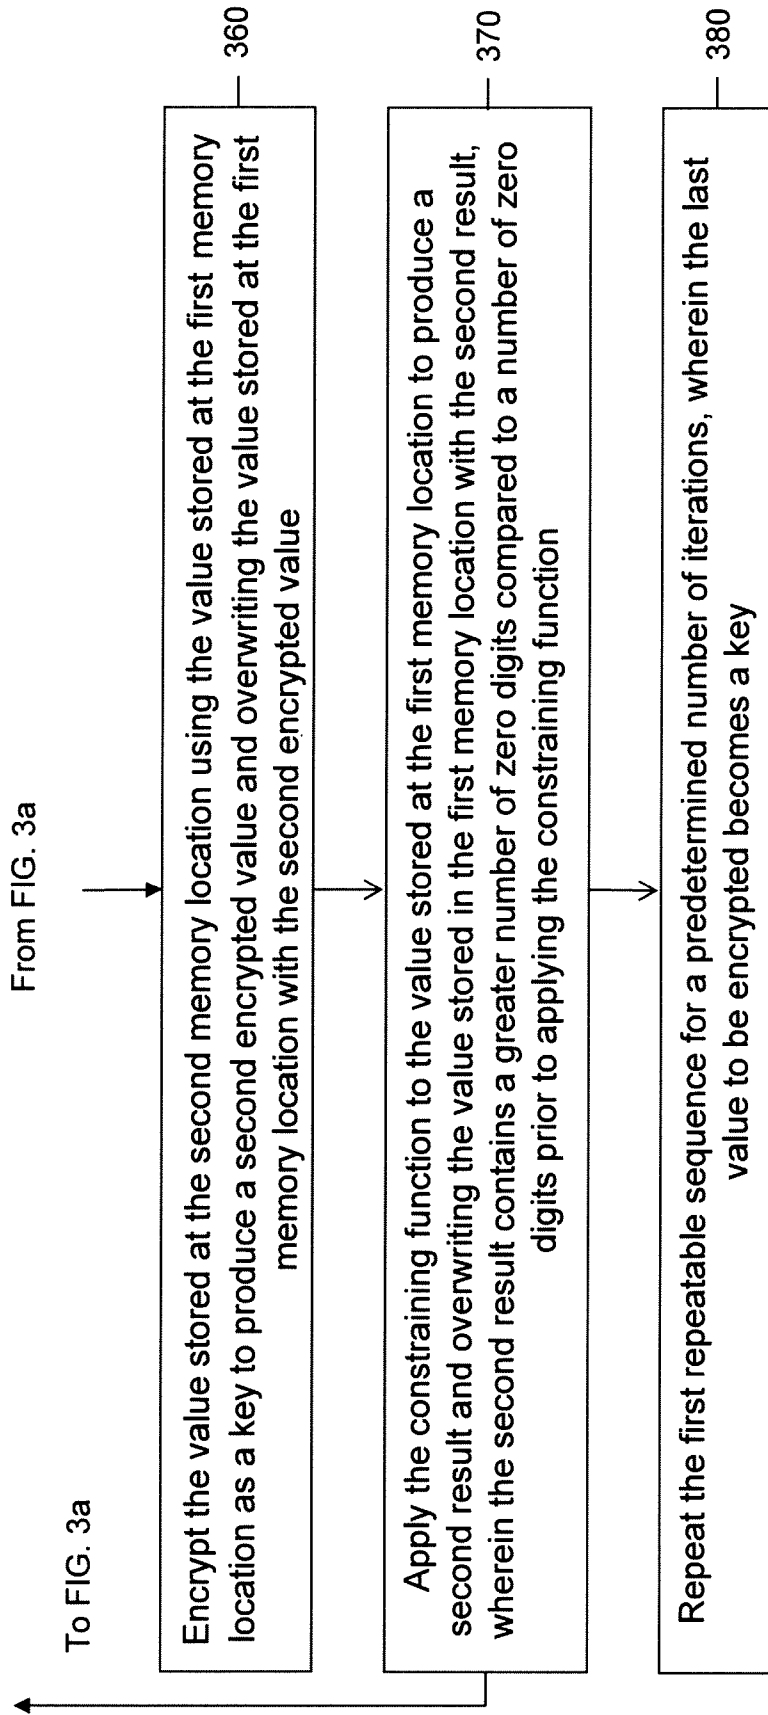 From FIG. 3a
To FIG. 3a
Encrypt the value stored at the second memory location using the value stored at the first memory
location as a key to produce a second encrypted value and overwriting the value stored at the first
memory location with the second encrypted value
360
Apply the constraining function to the value stored at the first memory location to produce a
second result and overwriting the value stored in the first memory location with the second result,
wherein the second result contains a greater number of zero digits compared to a number of zero
digits prior to applying the constraining function
370
Repeat the first repeatable sequence for a predetermined number of iterations, wherein the last
value to be encrypted becomes a key
380